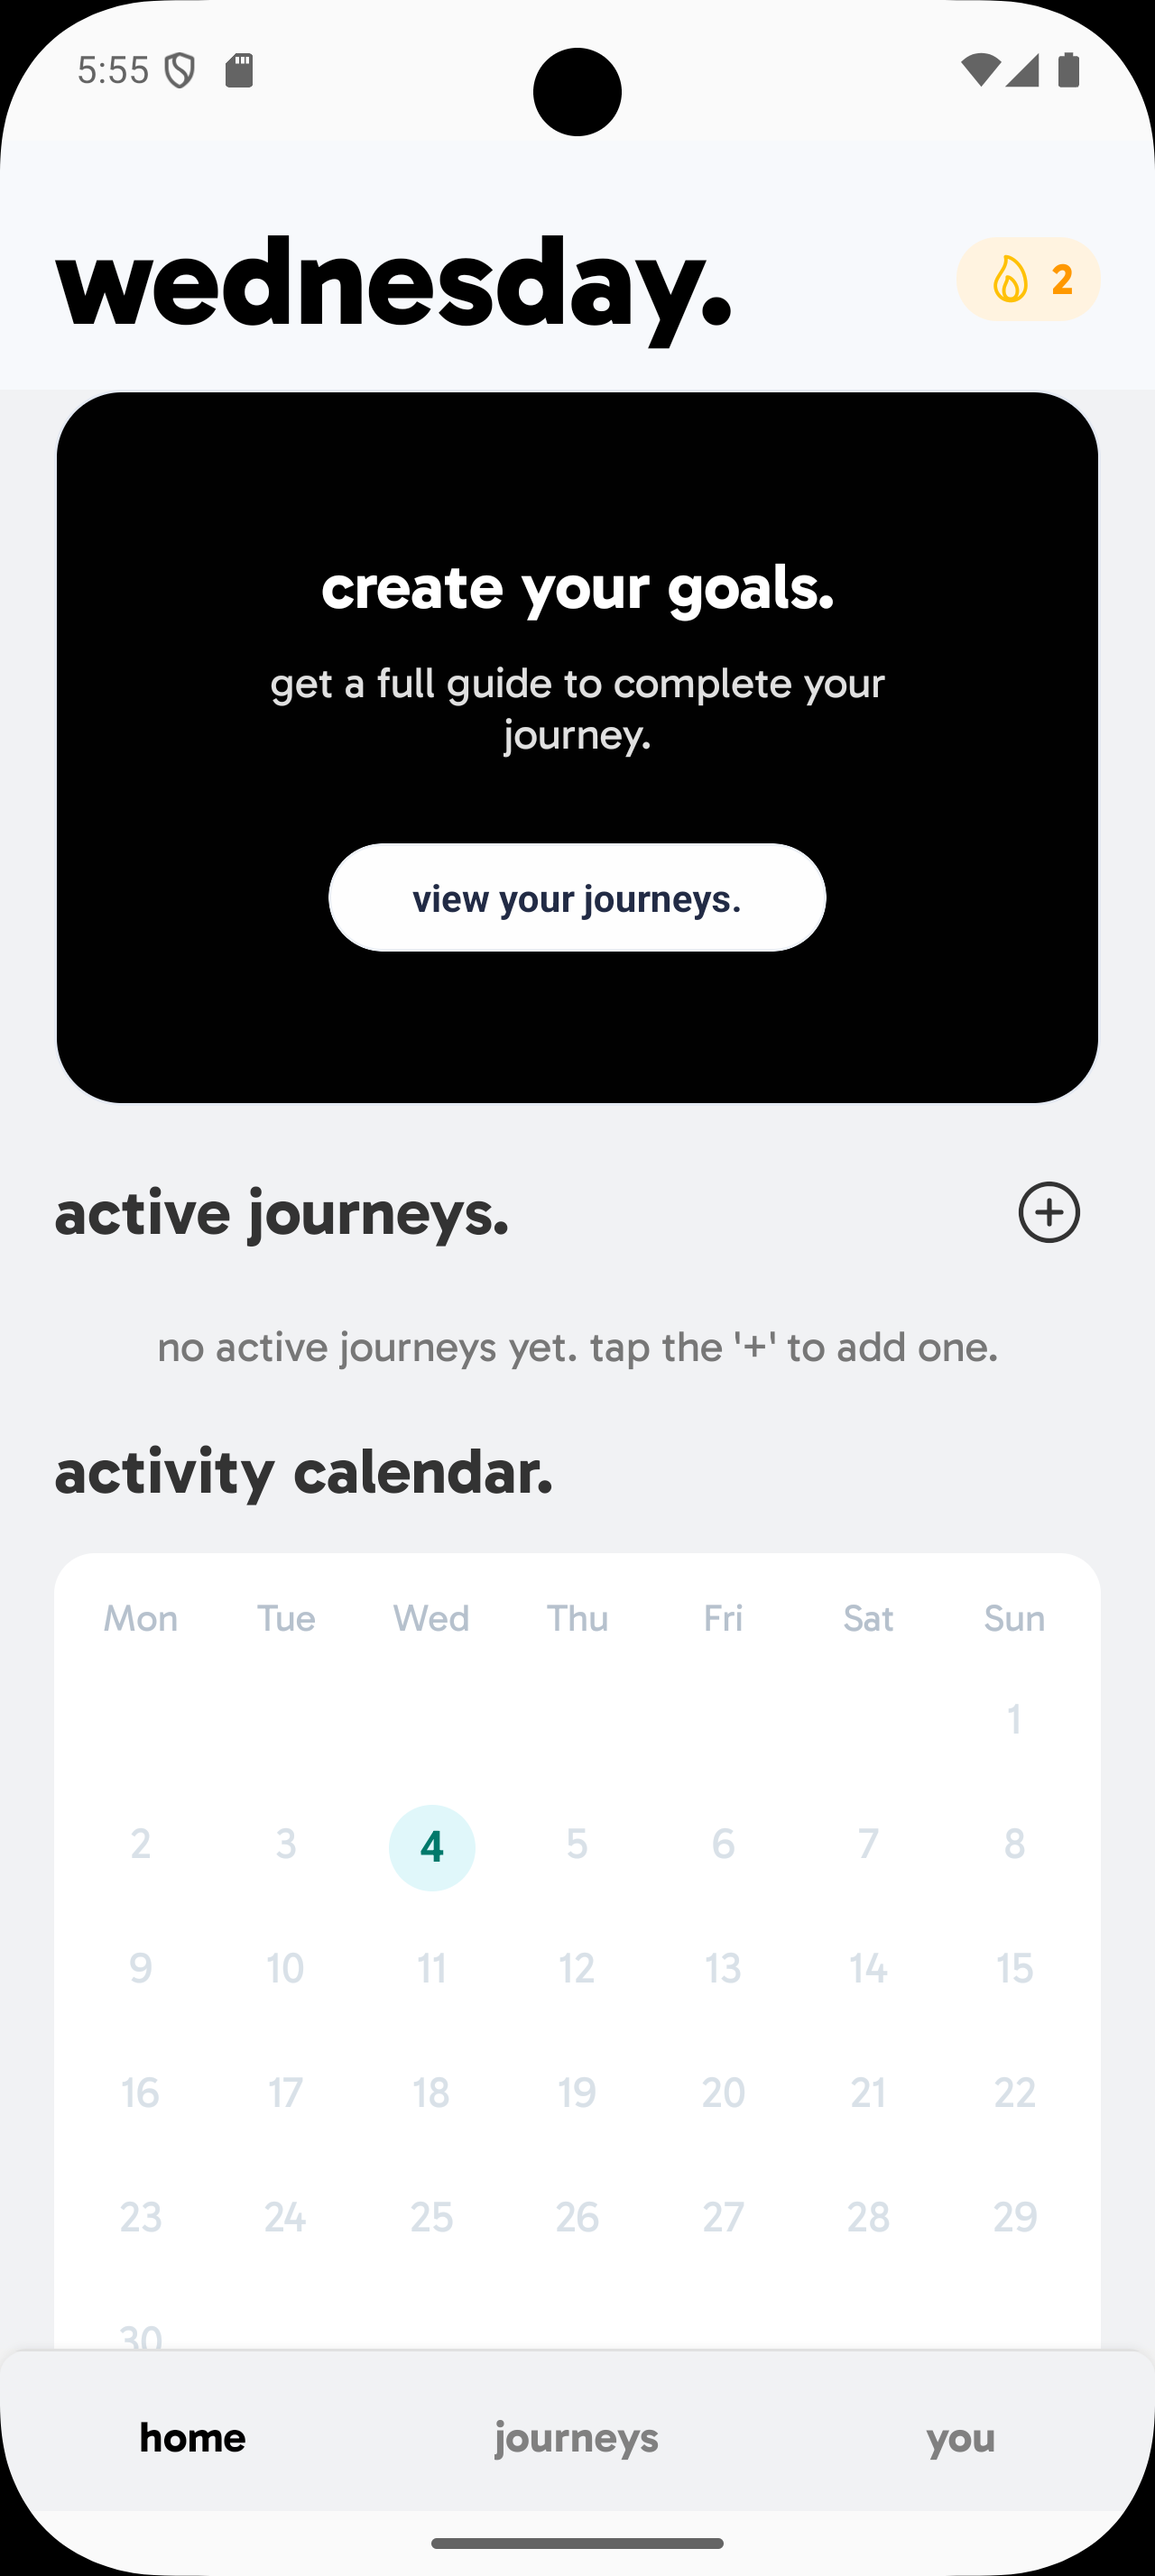 5:55
wednesday.
2
create your goals.
get a full guide to complete your
journey.
view your journeys.
active journeys.
no active journeys yet. tap the '+' to add one.
activity calendar.
Mon Tue Wed Thu Fri Sat Sun
1
2 3 4 5 6 7 8
9 10 11 12 13 14 15
16 17 18 19 20 21 22
23 24 25 26 27 28 29
30
home journeys you